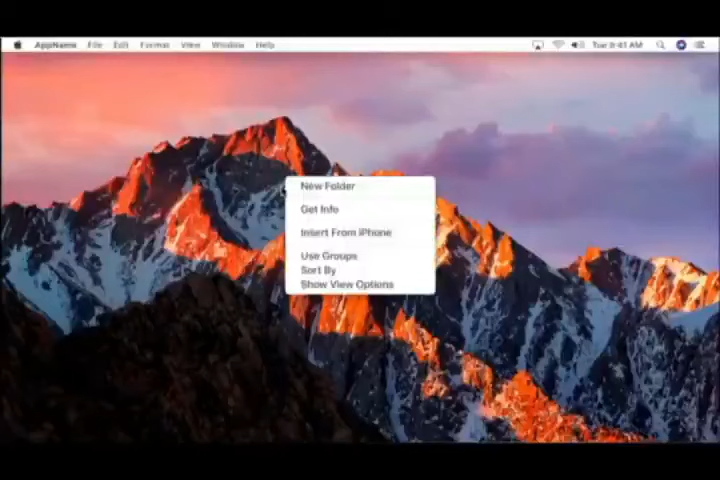 AppName File Edit Format View Window Help Tue 9:41 AM
New Folder
Get Info
Insert From iPhone
Use Groups
Sort By
Show View Options